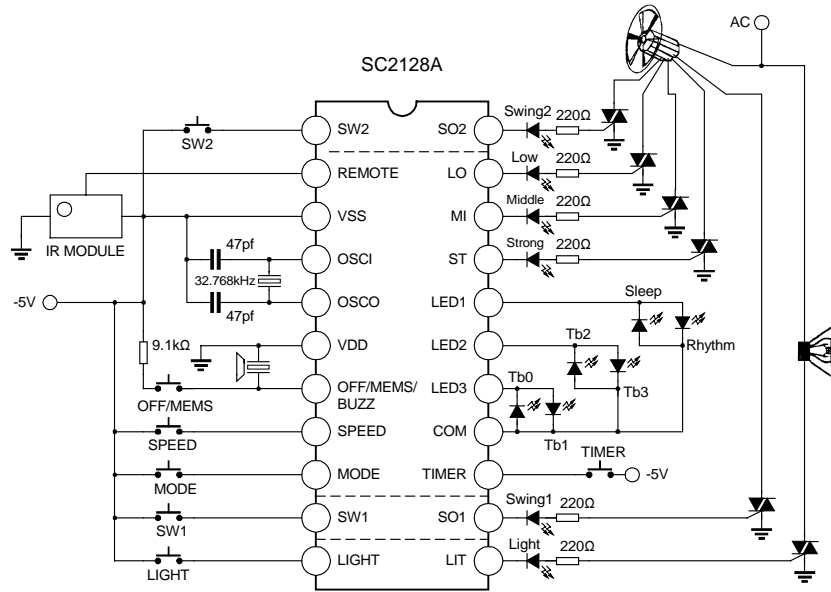 SC2128A
AC
SW2
SW2
SO2
Swing2
220Ω
REMOTE
LO
Low
220Ω
IR MODULE
VSS
MI
Middle
220Ω
47pf
OSCI
ST
Strong
220Ω
32.768kHz
-5V
47pf
OSCO
LED1
Sleep
Rhythm
9.1kΩ
VDD
LED2
Tb2
Tb3
OFF/MEMS
OFF/MEMS/
BUZZ
LED3
Tb0
Tb1
SPEED
SPEED
COM
MODE
MODE
TIMER
TIMER
-5V
SW1
SW1
SO1
Swing1
220Ω
LIGHT
LIGHT
LIT
Light
220Ω